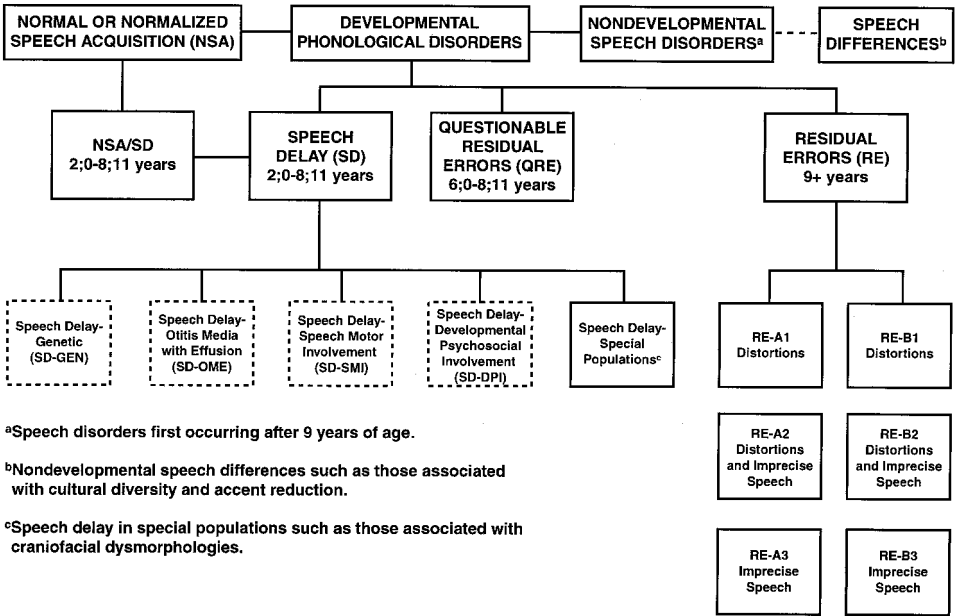 NORMAL OR NORMALIZED
SPEECH ACQUISITION (NSA)
DEVELOPMENTAL
PHONOLOGICAL DISORDERS
NONDEVELOPMENTAL
SPEECH DISORDERSᵃ
SPEECH
DIFFERENCESᵇ
NSA/SD
2;0-8;11 years
SPEECH
DELAY (SD)
2;0-8;11 years
QUESTIONABLE
RESIDUAL
ERRORS (QRE)
6;0-8;11 years
RESIDUAL
ERRORS (RE)
9+ years
Speech Delay-
Genetic
(SD-GEN)
Speech Delay-
Otitis Media
with Effusion
(SD-OME)
Speech Delay-
Speech Motor
Involvement
(SD-SMI)
Speech Delay-
Developmental
Psychosocial
Involvement
(SD-DPI)
Speech Delay-
Special
Populationsᶜ
RE-A1
Distortions
RE-B1
Distortions
RE-A2
Distortions
and Imprecise
Speech
RE-B2
Distortions
and Imprecise
Speech
RE-A3
Imprecise
Speech
RE-B3
Imprecise
Speech
ᵃSpeech disorders first occurring after 9 years of age.
ᵇNondevelopmental speech differences such as those associated
with cultural diversity and accent reduction.
ᶜSpeech delay in special populations such as those associated with
craniofacial dysmorphologies.